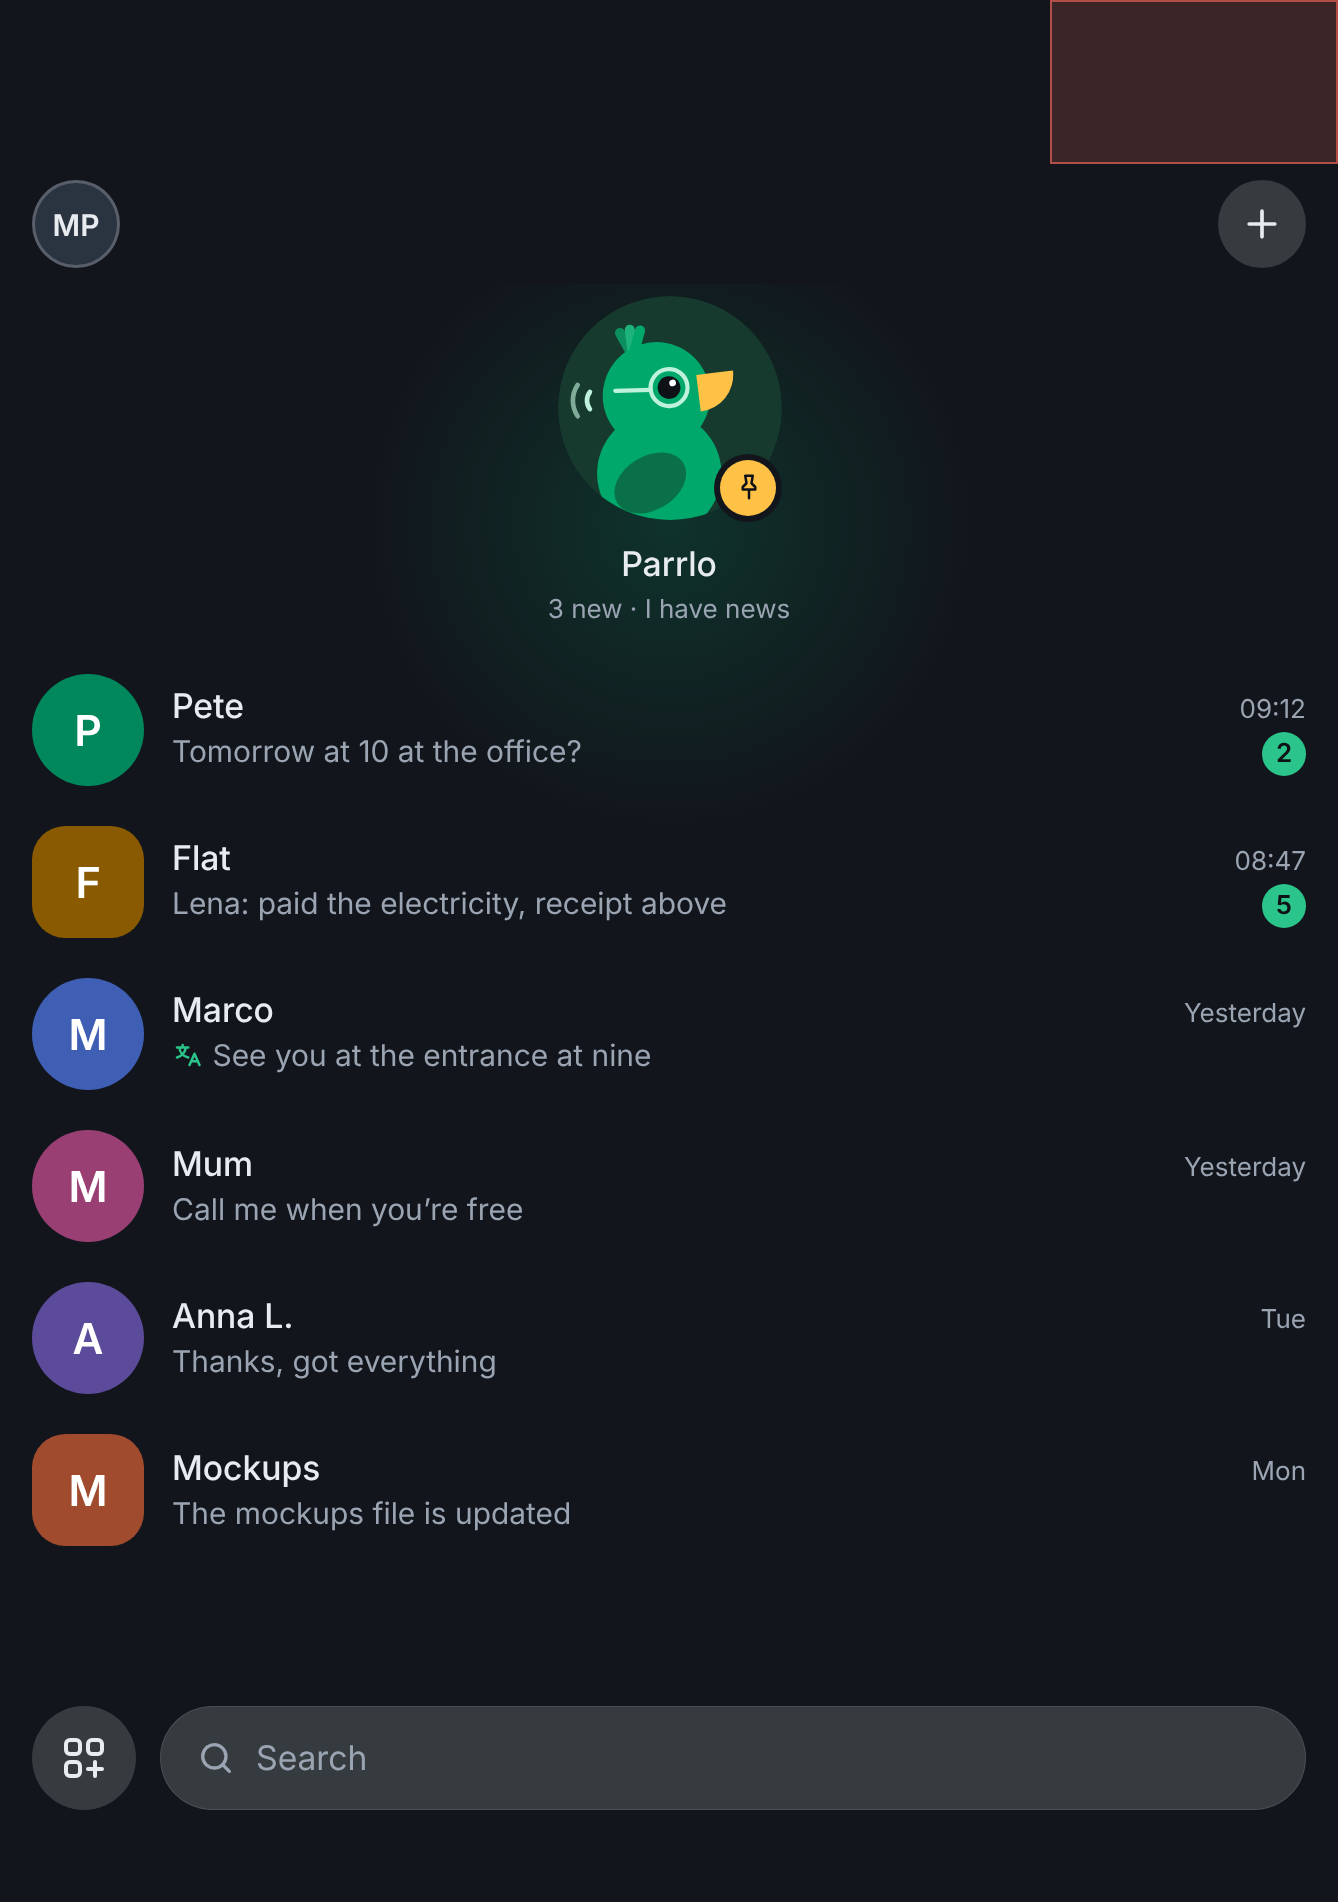 MP
Parrlo
3 new · I have news
P
Pete
09:12
Tomorrow at 10 at the office?
2
F
Flat
08:47
Lena: paid the electricity, receipt above
5
M
Marco
Yesterday
See you at the entrance at nine
M
Mum
Yesterday
Call me when you’re free
A
Anna L.
Tue
Thanks, got everything
M
Mockups
Mon
The mockups file is updated
Search